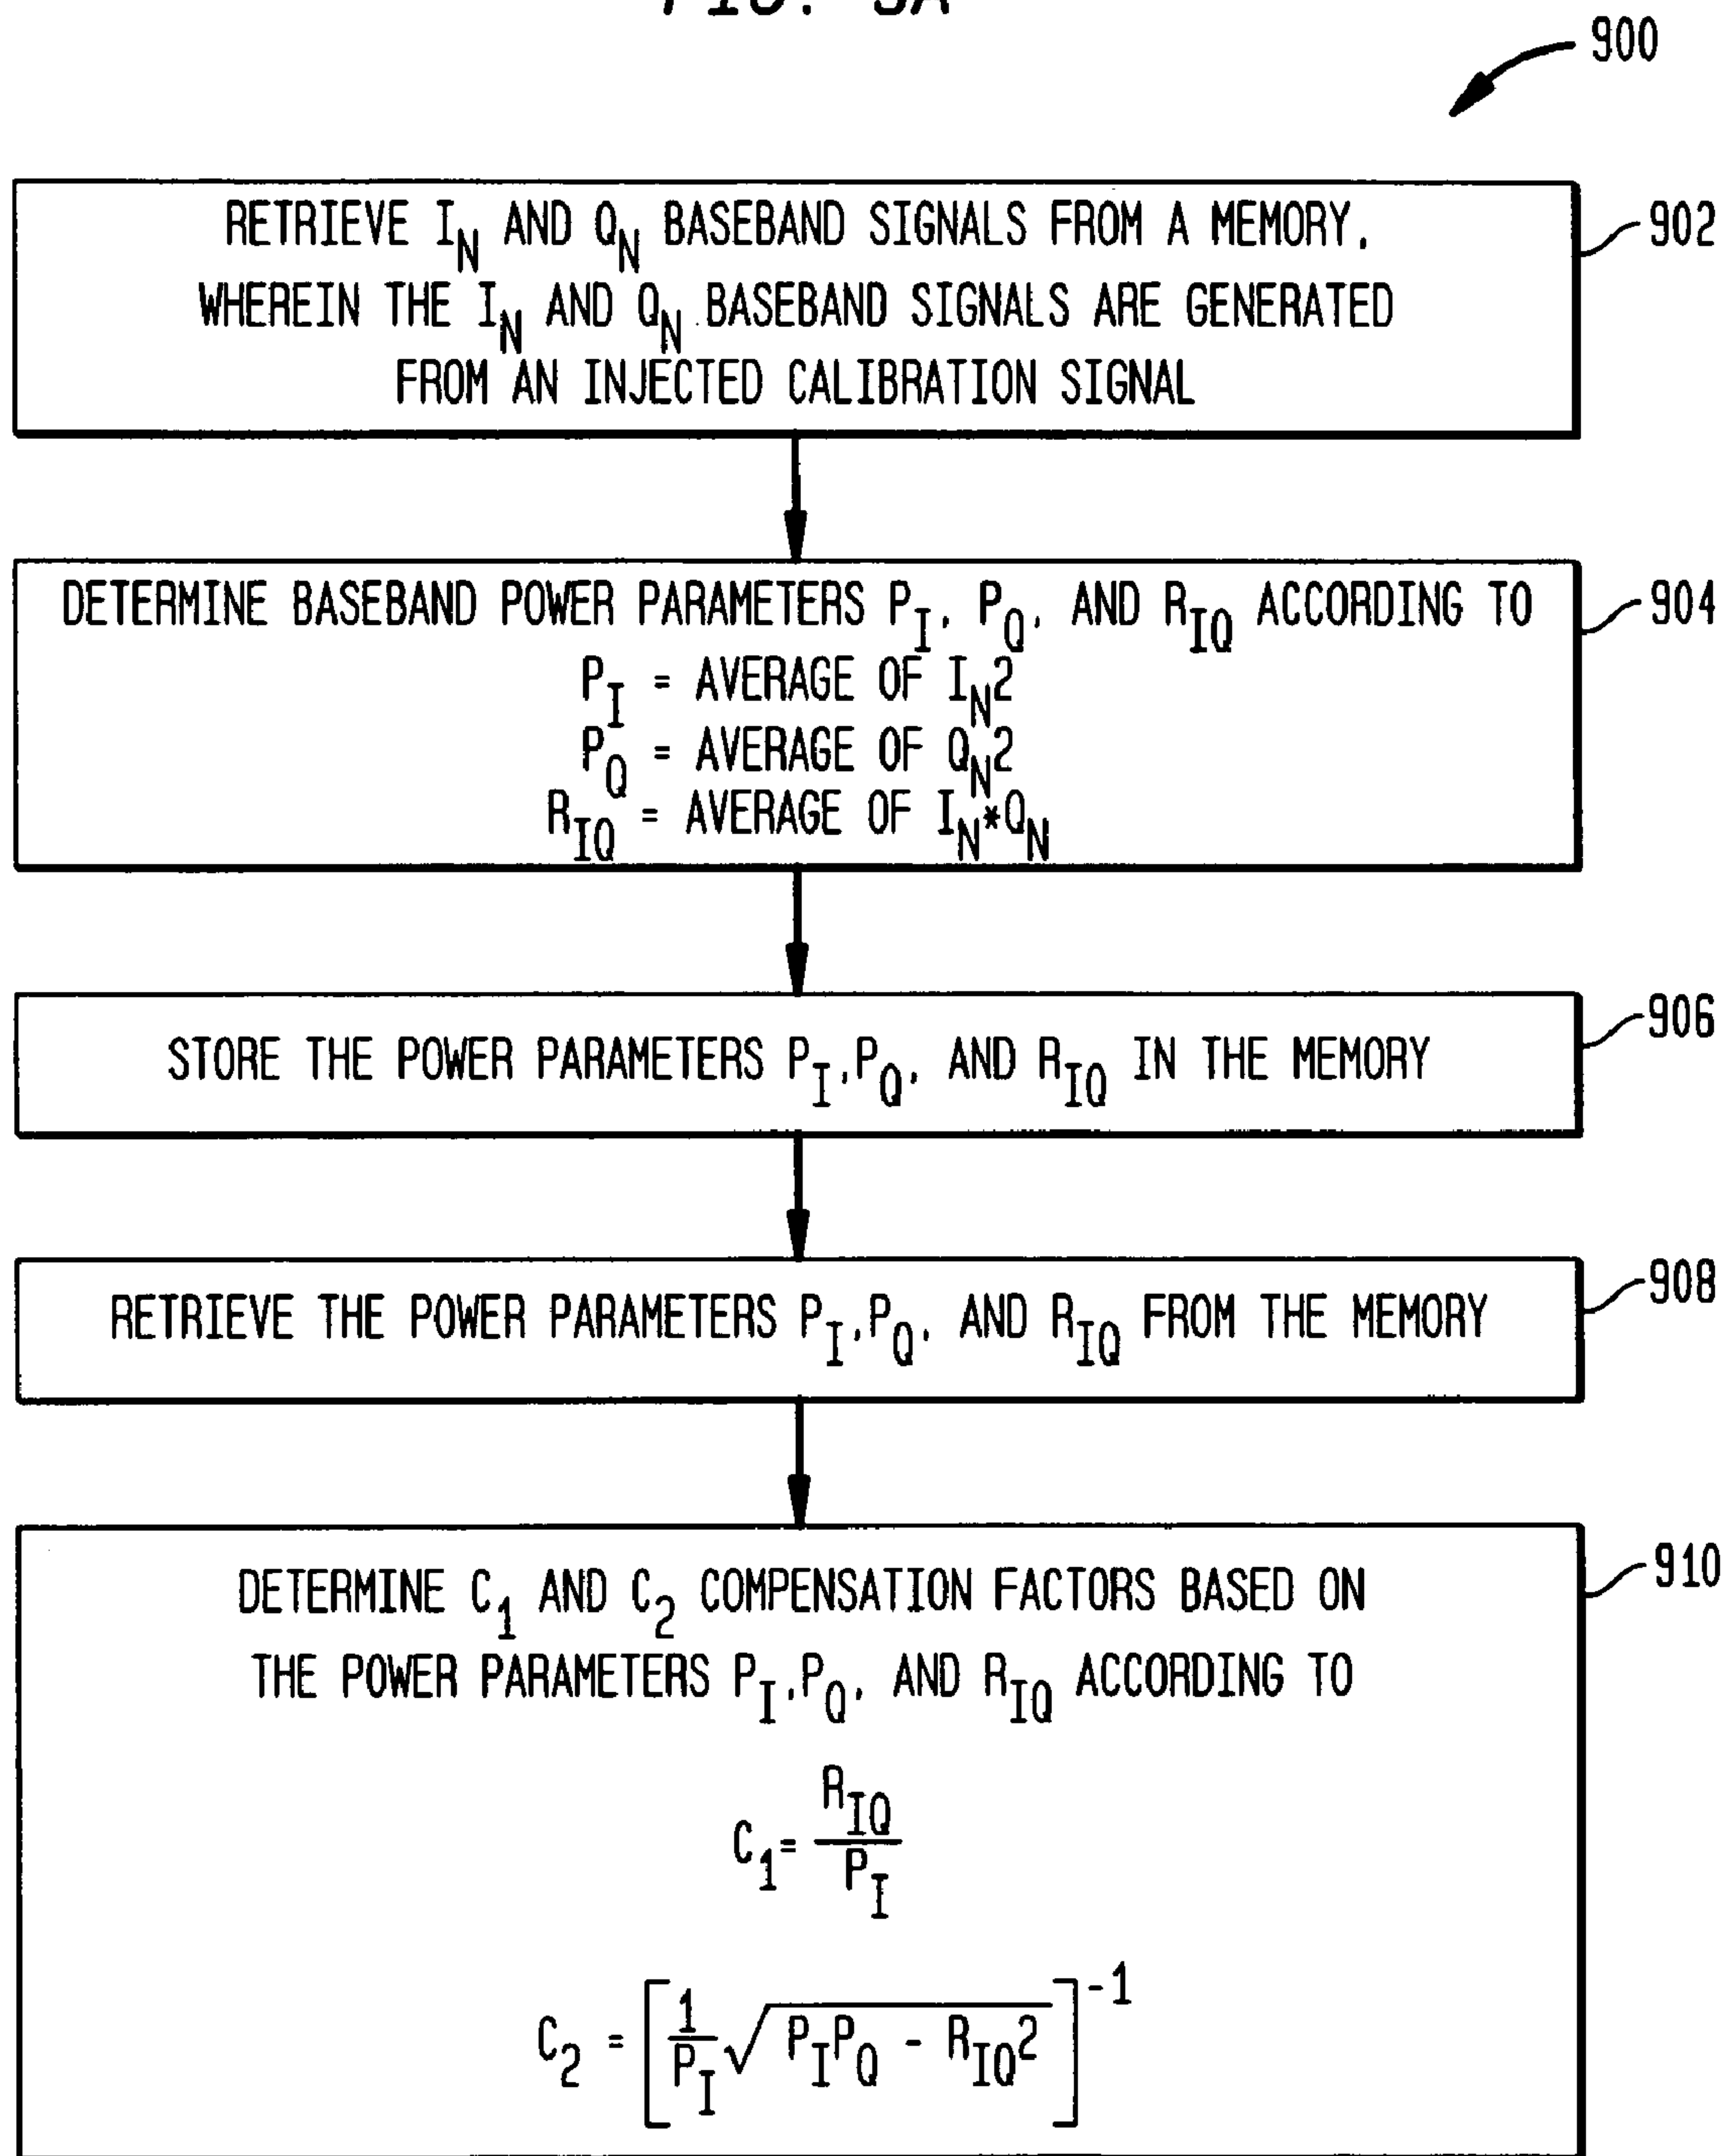 900
RETRIEVE I_N AND Q_N BASEBAND SIGNALS FROM A MEMORY,
WHEREIN THE I_N AND Q_N BASEBAND SIGNALS ARE GENERATED
FROM AN INJECTED CALIBRATION SIGNAL
902
DETERMINE BASEBAND POWER PARAMETERS P_I, P_Q, AND R_IQ ACCORDING TO
P_I = AVERAGE OF I_N2
P_Q = AVERAGE OF Q_N2
R_IQ = AVERAGE OF I_N*Q_N
904
STORE THE POWER PARAMETERS P_I,P_Q, AND R_IQ IN THE MEMORY
906
RETRIEVE THE POWER PARAMETERS P_I,P_Q, AND R_IQ FROM THE MEMORY
908
DETERMINE C_1 AND C_2 COMPENSATION FACTORS BASED ON
THE POWER PARAMETERS P_I,P_Q, AND R_IQ ACCORDING TO
C_1= R_IQ / P_I
C_2 = [1/P_I √(P_IP_Q - R_IQ2)]^-1
910